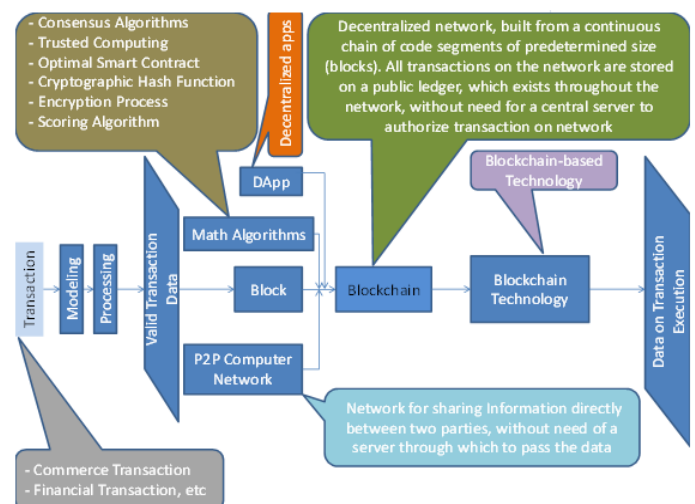 - Consensus Algorithms
- Trusted Computing
- Optimal Smart Contract
- Cryptographic Hash Function
- Encryption Process
- Scoring Algorithm
Decentralized apps
Decentralized network, built from a continuous
chain of code segments of predetermined size
(blocks). All transactions on the network are stored
on a public ledger, which exists throughout the
network, without need for a central server to
authorize transaction on network
Blockchain-based
Technology
DApp
Math Algorithms
Transaction
Modeling
Processing
Valid Transaction
Data
Block
Blockchain
Blockchain
Technology
Data on Transaction
Execution
P2P Computer
Network
Network for sharing Information directly
between two parties, without need of a
server through which to pass the data
- Commerce Transaction
- Financial Transaction, etc